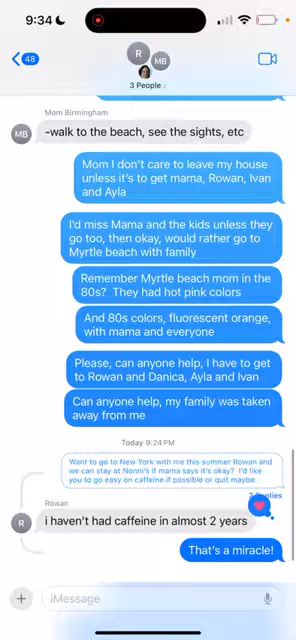 9:34
48
R
MB
3 People
Mom Birmingham
MB
-walk to the beach, see the sights, etc
Mom I don't care to leave my house
unless it's to get mama, Rowan, Ivan
and Ayla
I'd miss Mama and the kids unless they
go too, then okay, would rather go to
Myrtle beach with family
Remember Myrtle beach mom in the
80s? They had hot pink colors
And 80s colors, fluorescent orange,
with mama and everyone
Please, can anyone help, I have to get
to Rowan and Danica, Ayla and Ivan
Can anyone help, my family was taken
away from me
Today 9:24 PM
Want to go to New York with me this summer Rowan and
we can stay at Nonni's if mama says it's okay? I'd like
you to go easy on caffeine if possible or quit maybe.
2 Replies
Rowan
R
i haven't had caffeine in almost 2 years
That's a miracle!
iMessage